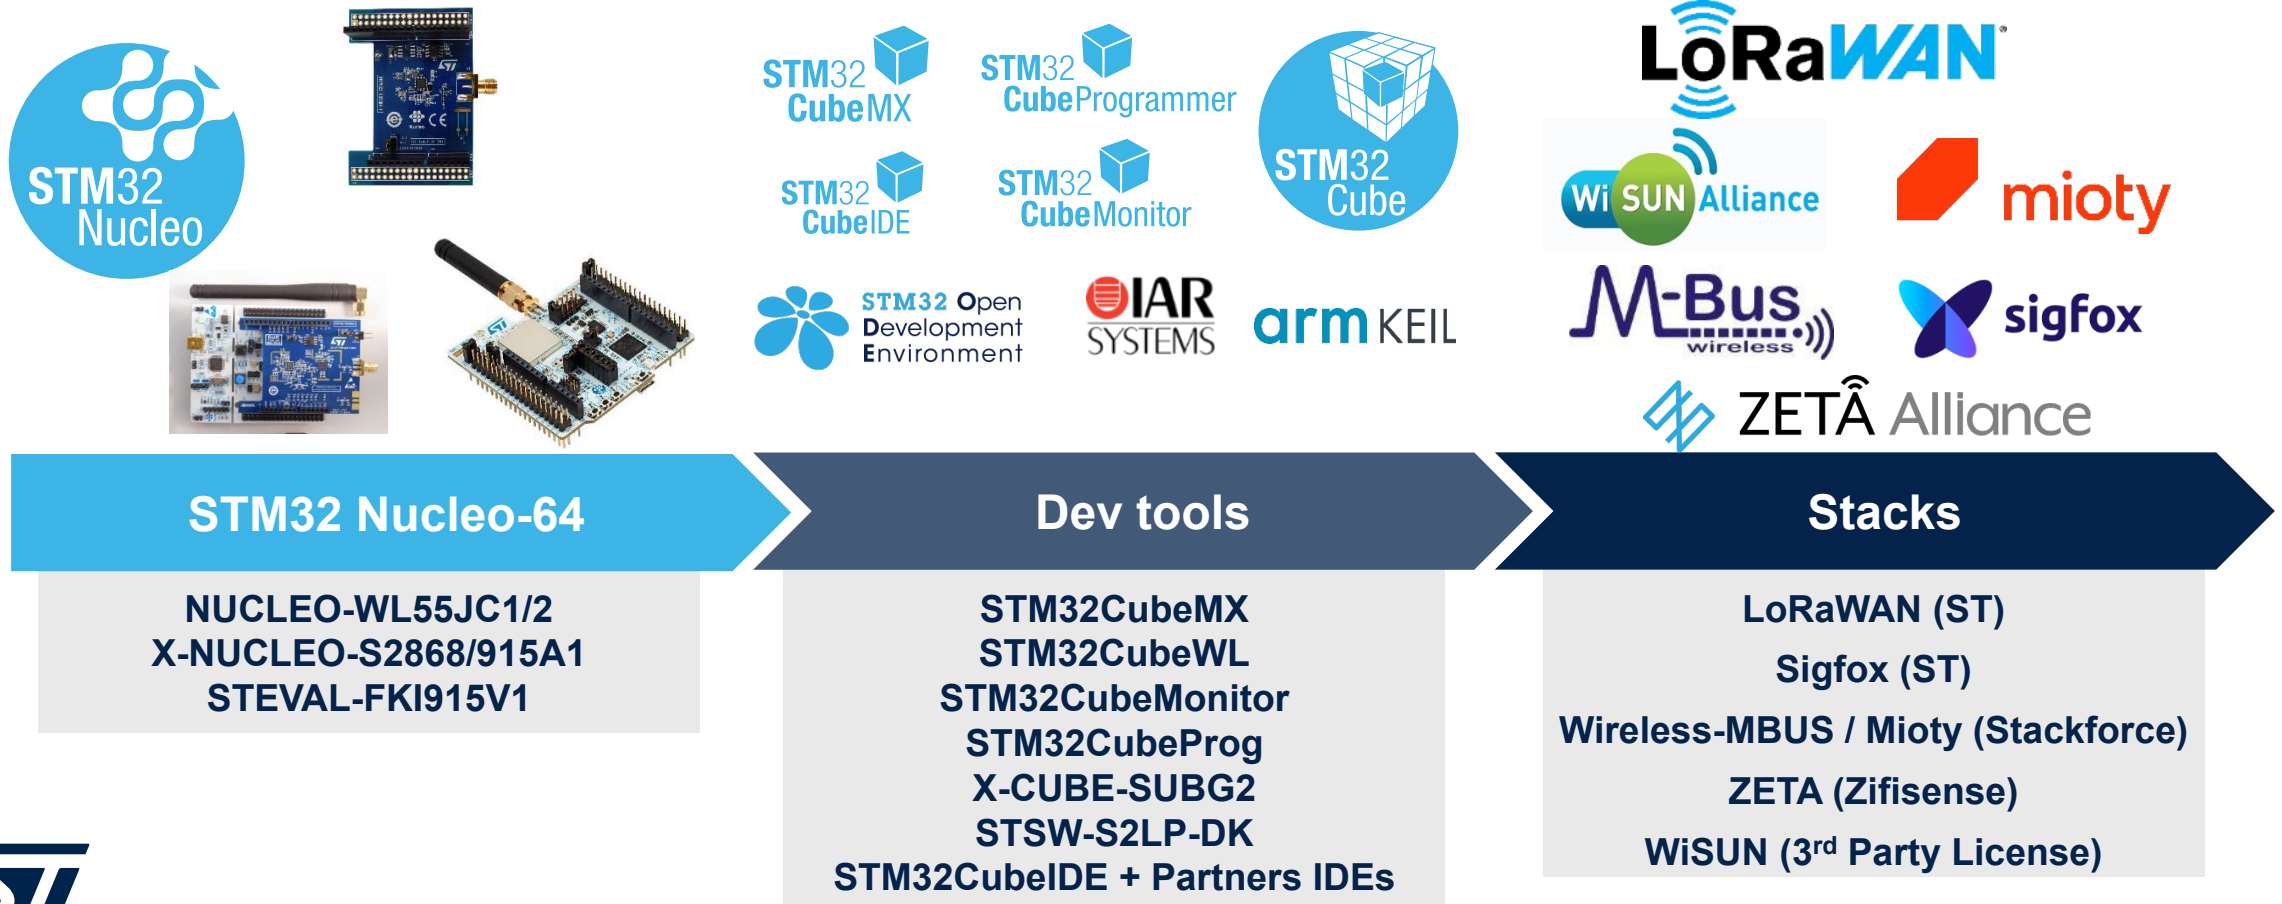 STM32
Nucleo
STM32
CubeMX
STM32
CubeProgrammer
STM32
CubeIDE
STM32
CubeMonitor
STM32
Cube
STM32 Open
Development
Environment
IAR
SYSTEMS
arm KEIL
LoRaWAN
Wi SUN Alliance
mioty
M-Bus
wireless
sigfox
ZETA Alliance
STM32 Nucleo-64
NUCLEO-WL55JC1/2
X-NUCLEO-S2868/915A1
STEVAL-FKI915V1
Dev tools
STM32CubeMX
STM32CubeWL
STM32CubeMonitor
STM32CubeProg
X-CUBE-SUBG2
STSW-S2LP-DK
STM32CubeIDE + Partners IDEs
Stacks
LoRaWAN (ST)
Sigfox (ST)
Wireless-MBUS / Mioty (Stackforce)
ZETA (Zifisense)
WiSUN (3rd Party License)